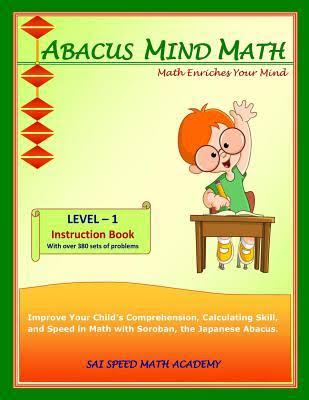 ABACUS MIND MATH
Math Enriches Your Mind
LEVEL – 1
Instruction Book
With over 380 sets of problems
Improve Your Child's Comprehension, Calculating Skill,
and Speed in Math with Soroban, the Japanese Abacus.
SAI SPEED MATH ACADEMY